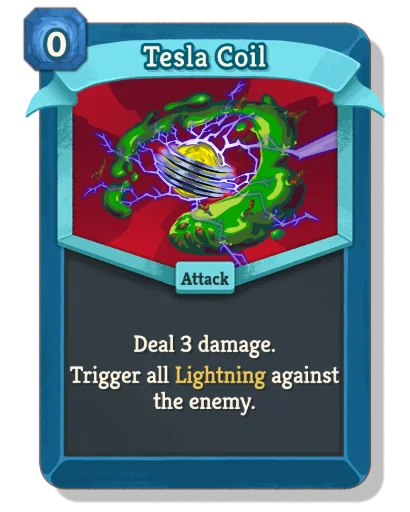 0
Tesla Coil
Attack
Deal 3 damage.
Trigger all Lightning against
the enemy.